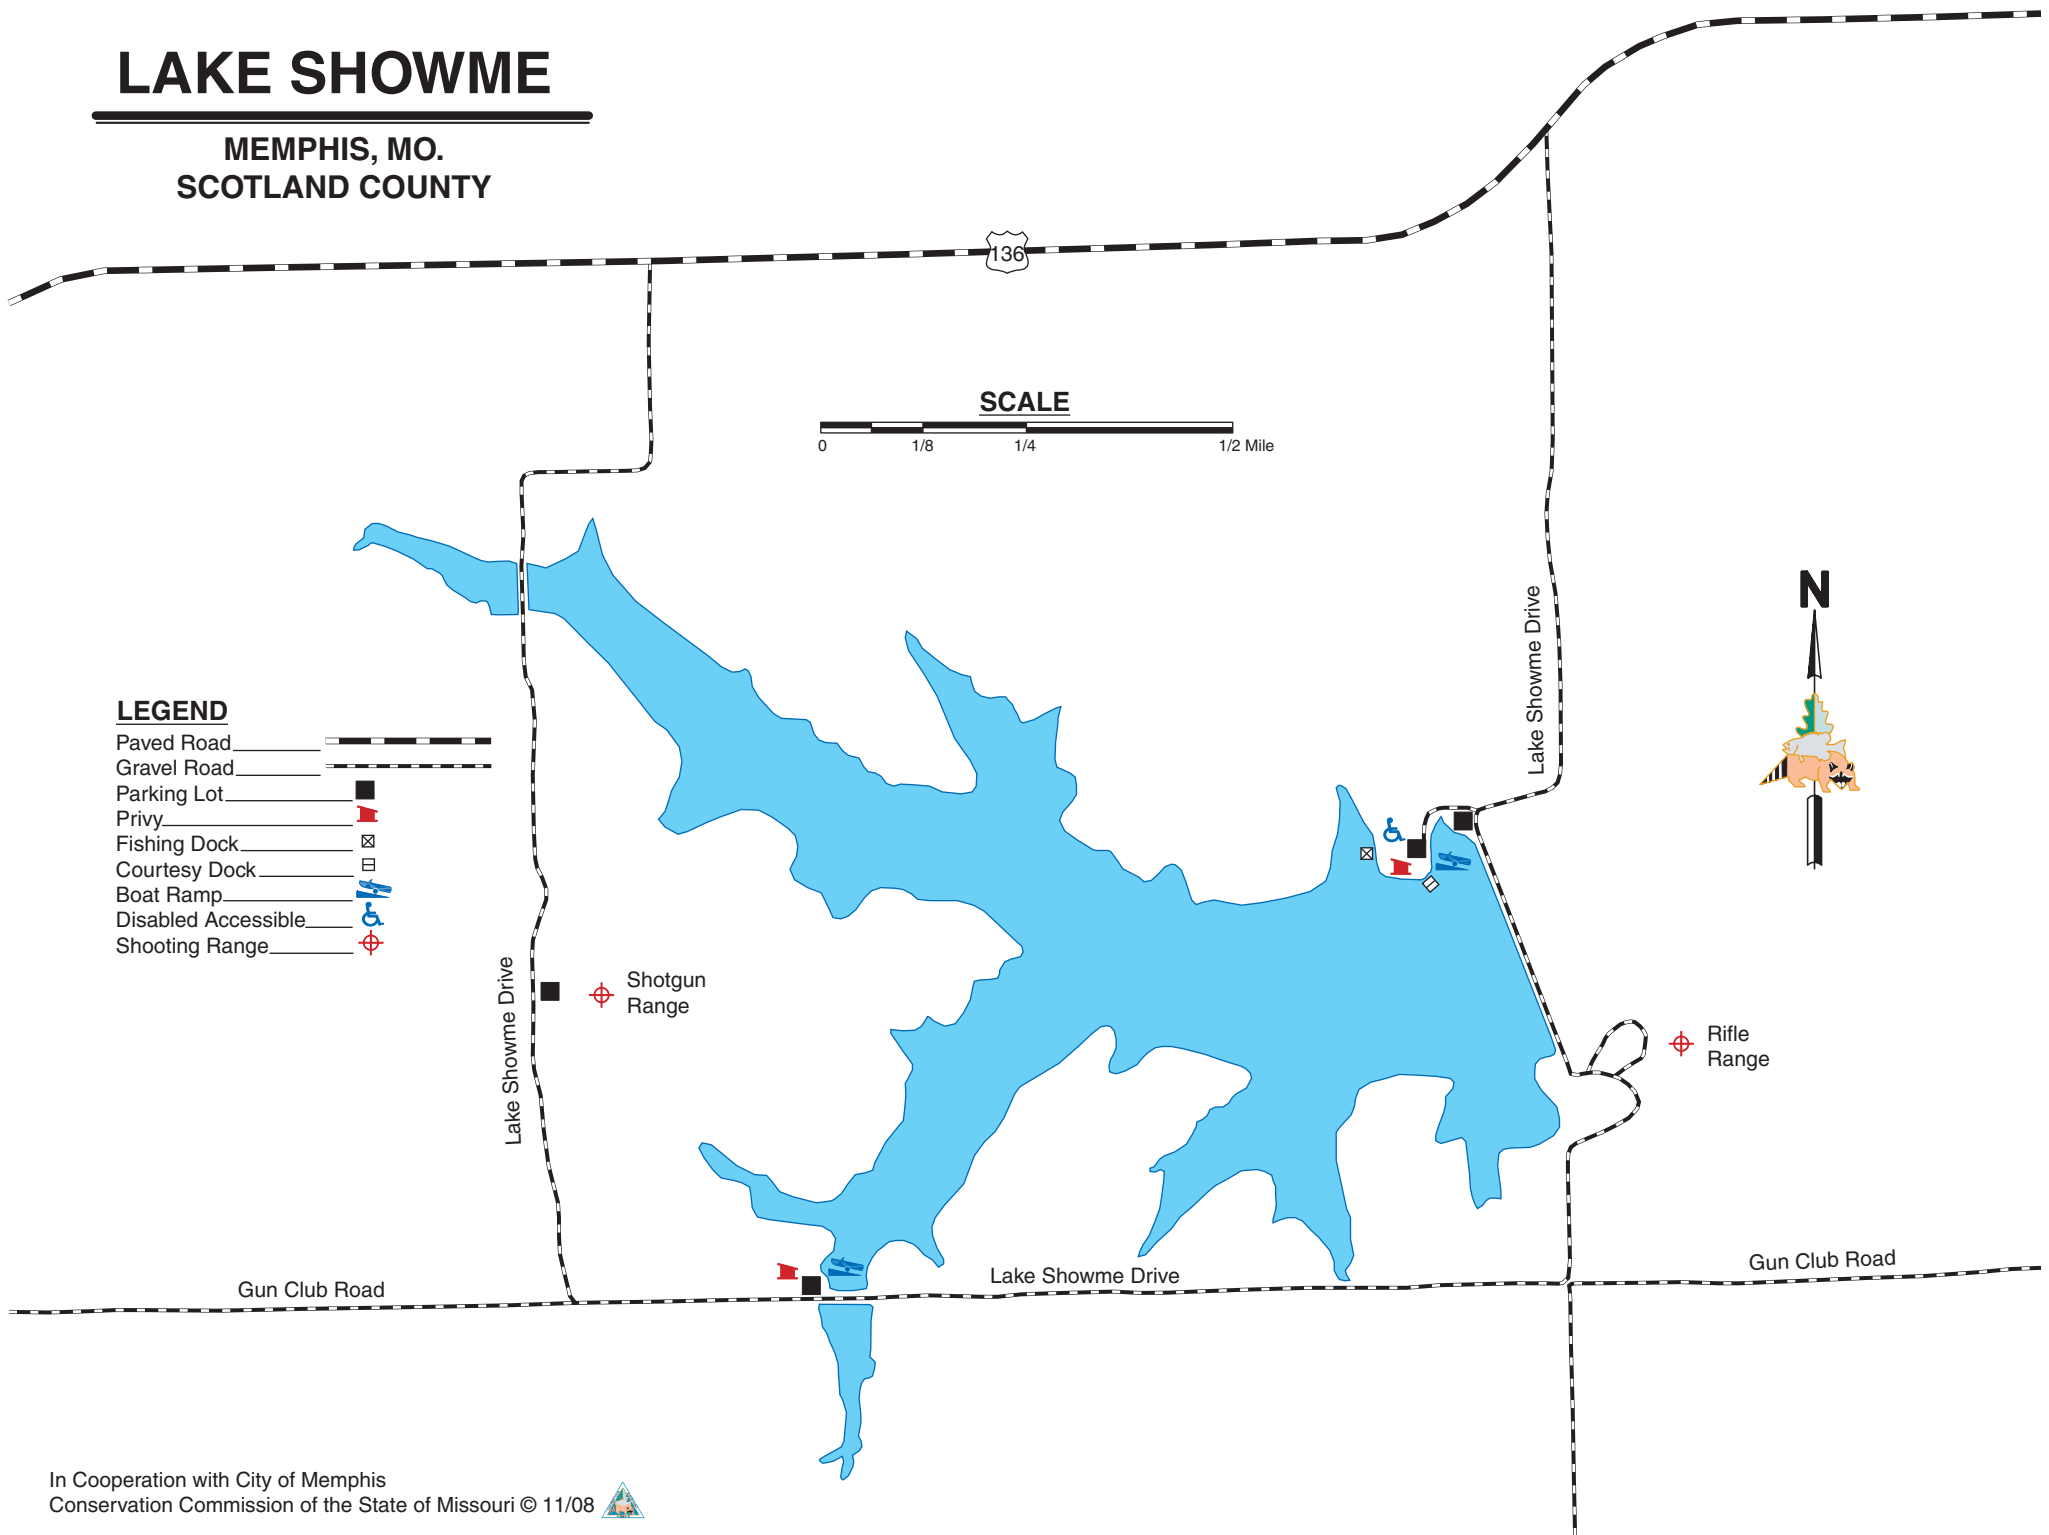 LAKE SHOWME
MEMPHIS, MO.
SCOTLAND COUNTY
136
SCALE
0 1/8 1/4 1/2 Mile
Lake Showme Drive
N
LEGEND
Paved Road
Gravel Road
Parking Lot
Privy
Fishing Dock
Courtesy Dock
Boat Ramp
Disabled Accessible
Shooting Range
Lake Showme Drive
Shotgun
Range
Rifle
Range
Gun Club Road
Lake Showme Drive
Gun Club Road
In Cooperation with City of Memphis
Conservation Commission of the State of Missouri © 11/08